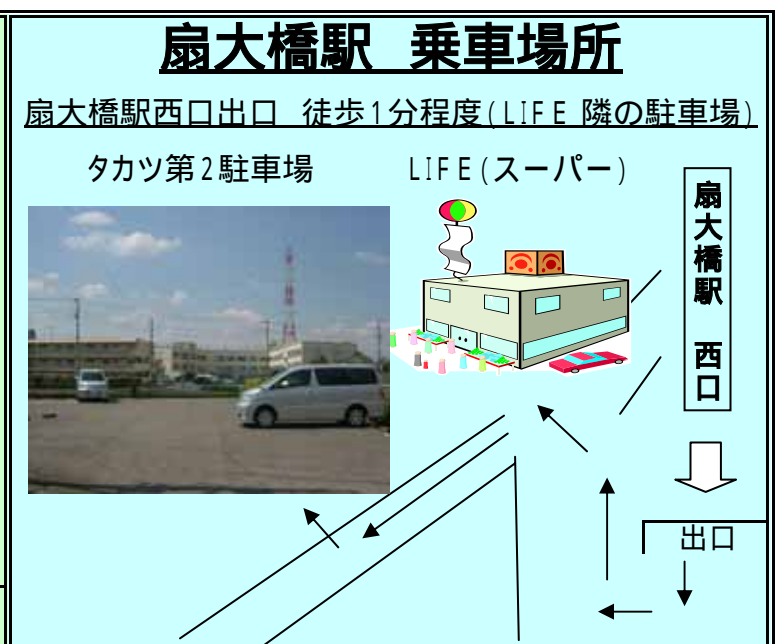 扇大橋駅 乗車場所
扇大橋駅西口出口 徒歩1分程度(LIFE 隣の駐車場)
タカツ第2駐車場
LIFE(スーパー)
扇大橋駅 西口
出口